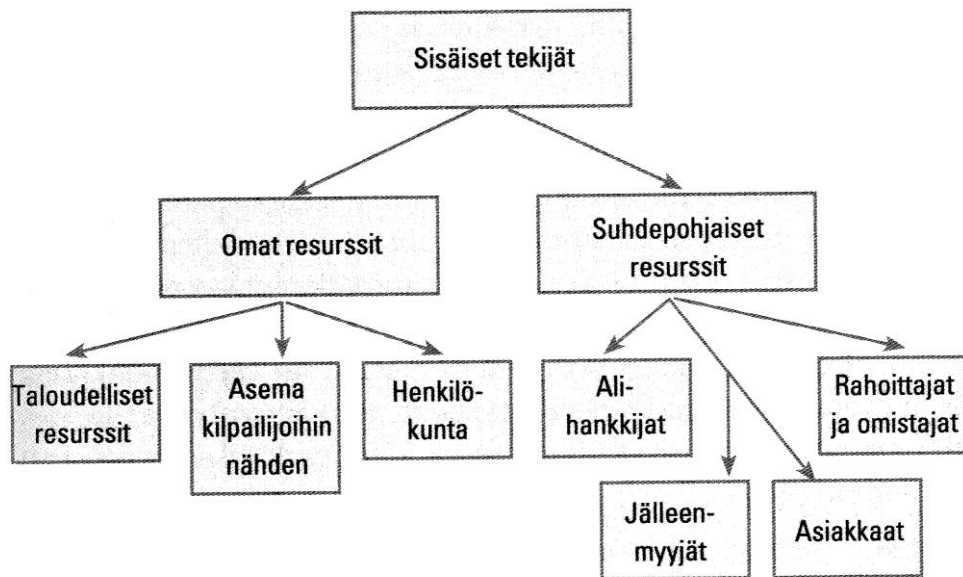 Sisäiset tekijät
Omat resurssit
Suhdepohjaiset
resurssit
Taloudelliset
resurssit
Asema
kilpailijoihin
nähden
Henkilö-
kunta
Ali-
hankkijat
Rahoittajat
ja omistajat
Jälleen-
myyjät
Asiakkaat